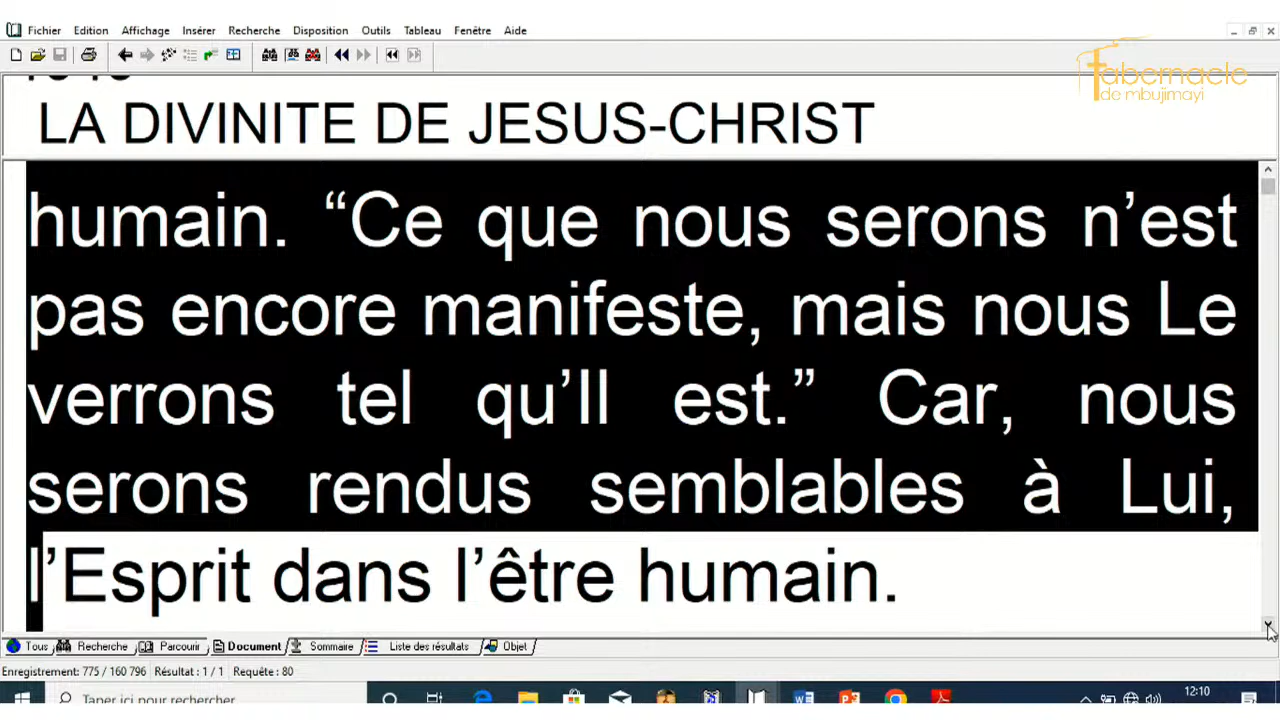 Fichier Edition Affichage Insérer Recherche Disposition Outils Tableau Fenêtre Aide
Tabernacle
de mbujimayi
LA DIVINITE DE JESUS-CHRIST
humain. “Ce que nous serons n’est
pas encore manifeste, mais nous Le
verrons tel qu’Il est.” Car, nous
serons rendus semblables à Lui,
l’Esprit dans l’être humain.
Tous Recherche Parcourir Document Sommaire Liste des résultats Objet
Enregistrement: 775 / 160 796 Résultat : 1 / 1 Requête : 80
Taper ici pour rechercher
12:10